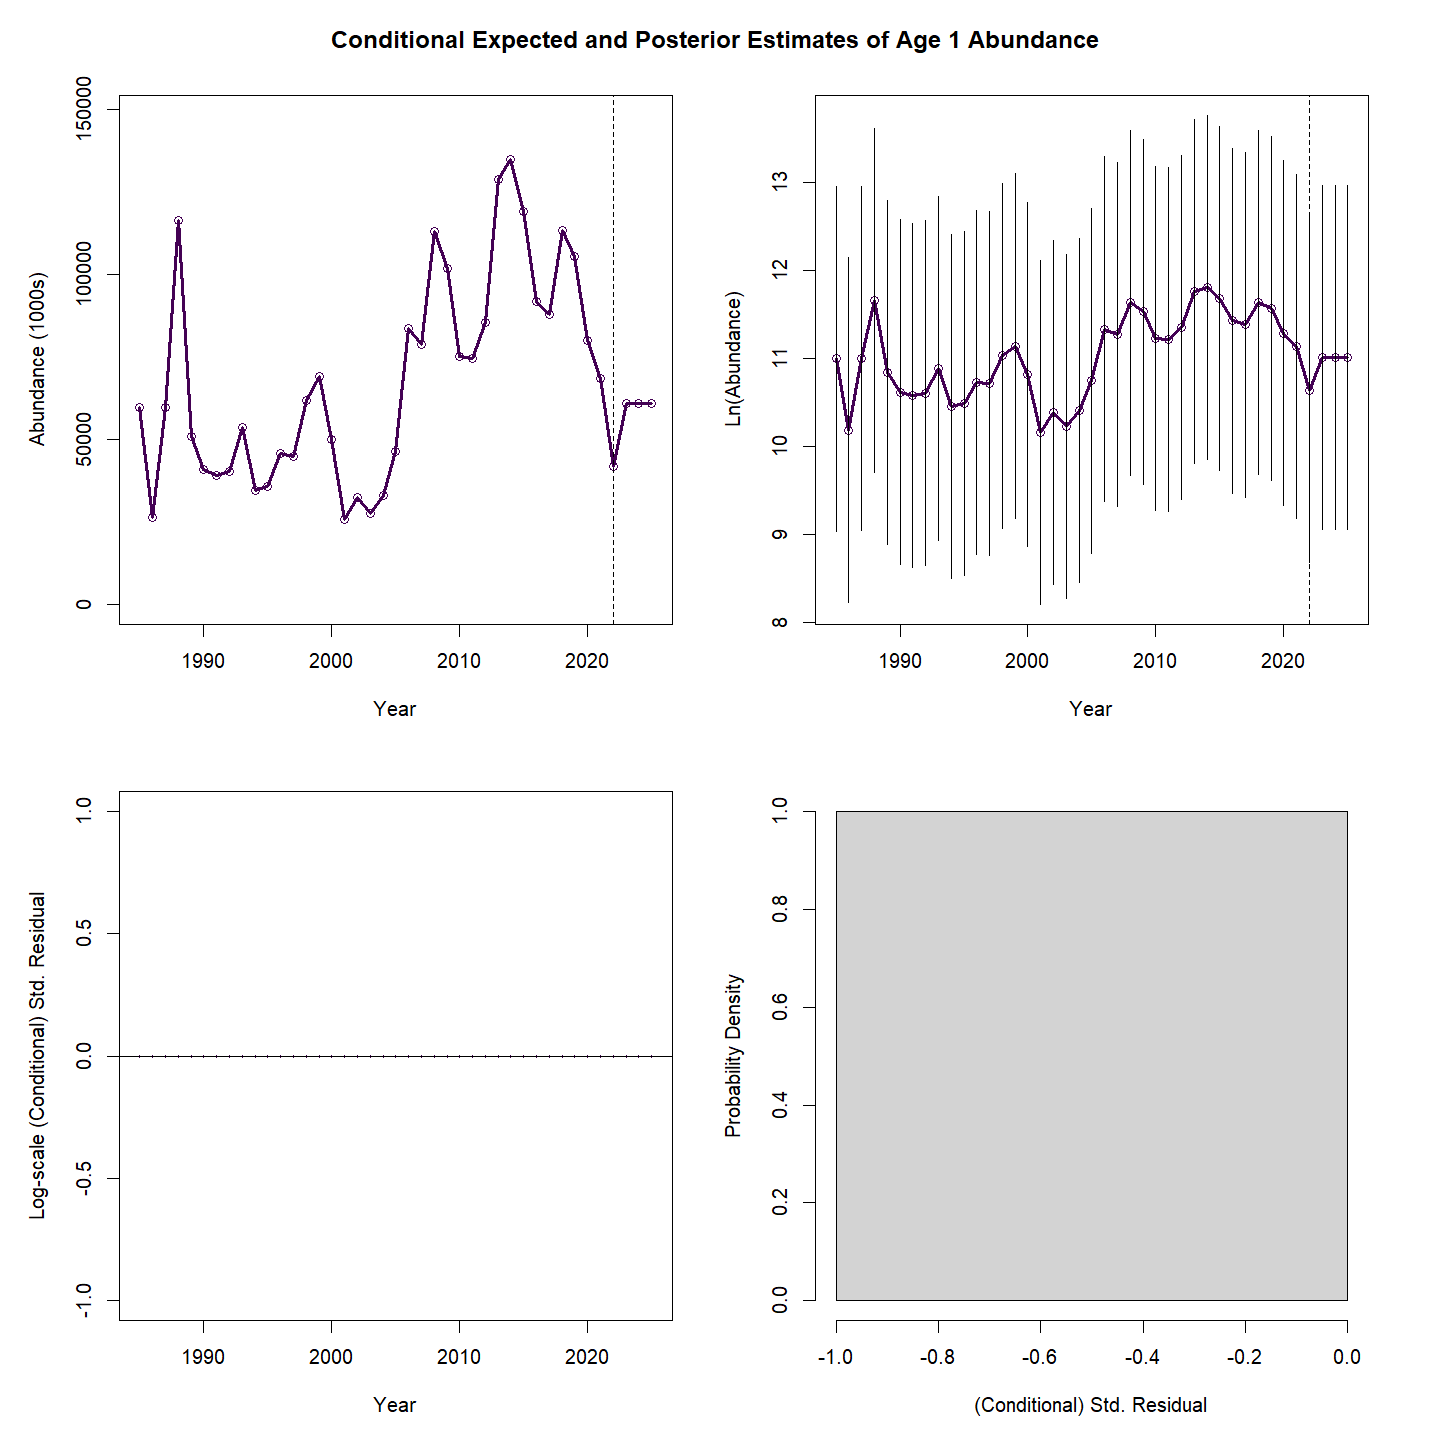 Conditional Expected and Posterior Estimates of Age 1 Abundance
Abundance (1000s)
150000
100000
50000
0
1990 2000 2010 2020
Year
Ln(Abundance)
13
12
11
10
9
8
1990 2000 2010 2020
Year
Log-scale (Conditional) Std. Residual
1.0
0.5
0.0
-0.5
-1.0
1990 2000 2010 2020
Year
Probability Density
1.0
0.8
0.6
0.4
0.2
0.0
-1.0 -0.8 -0.6 -0.4 -0.2 0.0
(Conditional) Std. Residual